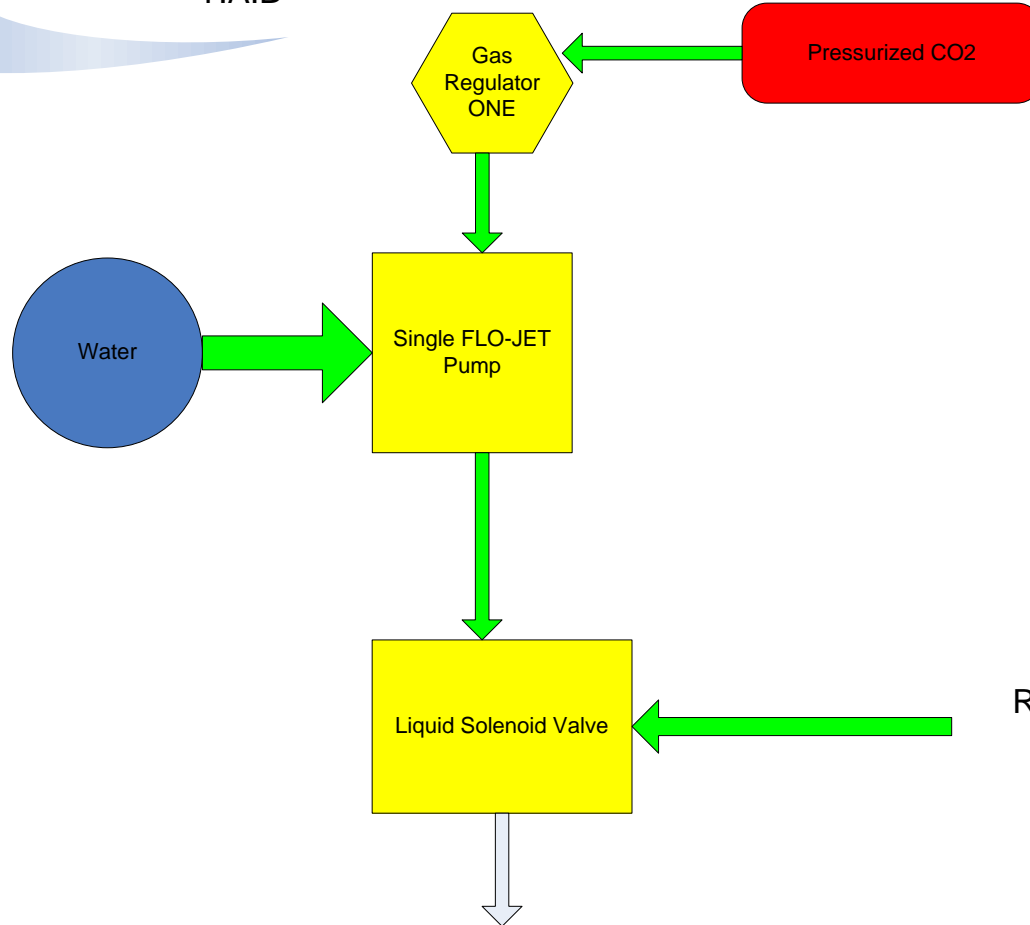 Gas
Regulator
ONE
Pressurized CO2
Water
Single FLO-JET
Pump
Liquid Solenoid Valve
R